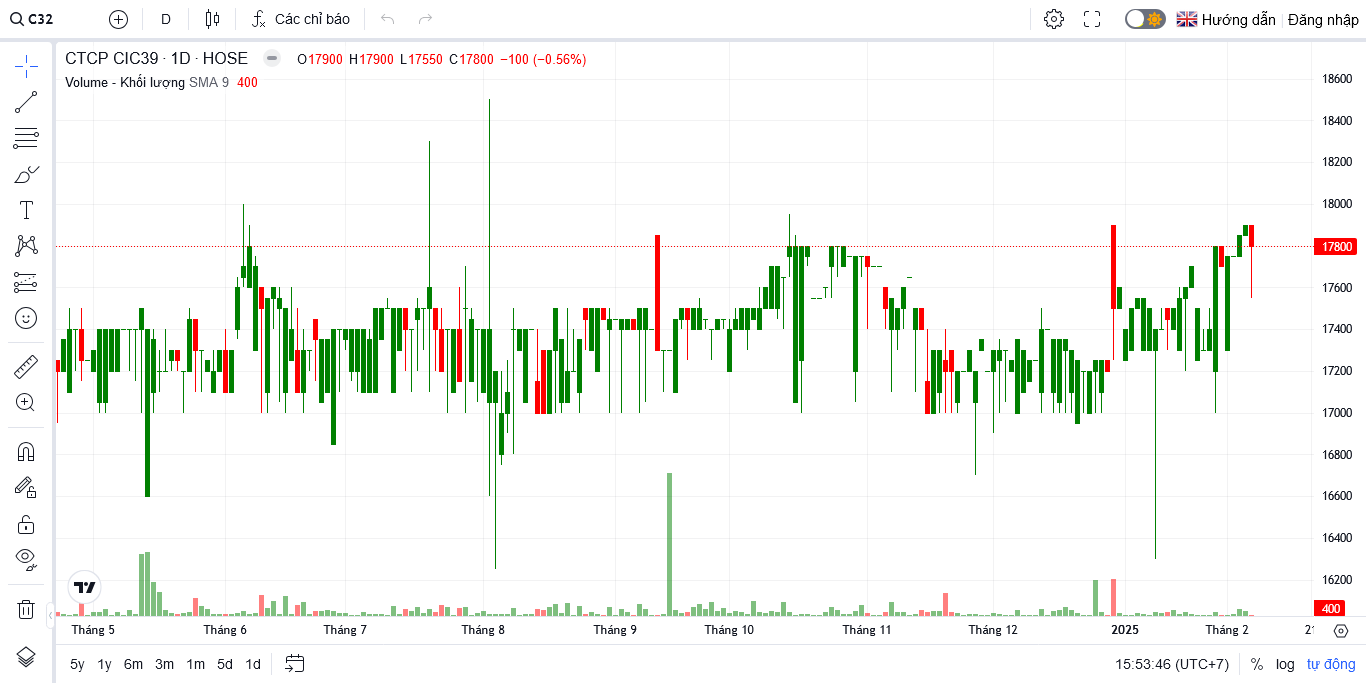 C32 D Các chỉ báo Hướng dẫn Đăng nhập
CTCP CIC39 · 1D · HOSE O17900 H17900 L17550 C17800 −100 (−0.56%)
Volume - Khối lượng SMA 9 400
18600
18400
18200
18000
17800
17600
17400
17200
17000
16800
16600
16400
16200
400
Tháng 5 Tháng 6 Tháng 7 Tháng 8 Tháng 9 Tháng 10 Tháng 11 Tháng 12 2025 Tháng 2 21
5y 1y 6m 3m 1m 5d 1d 15:53:46 (UTC+7) % log tự động